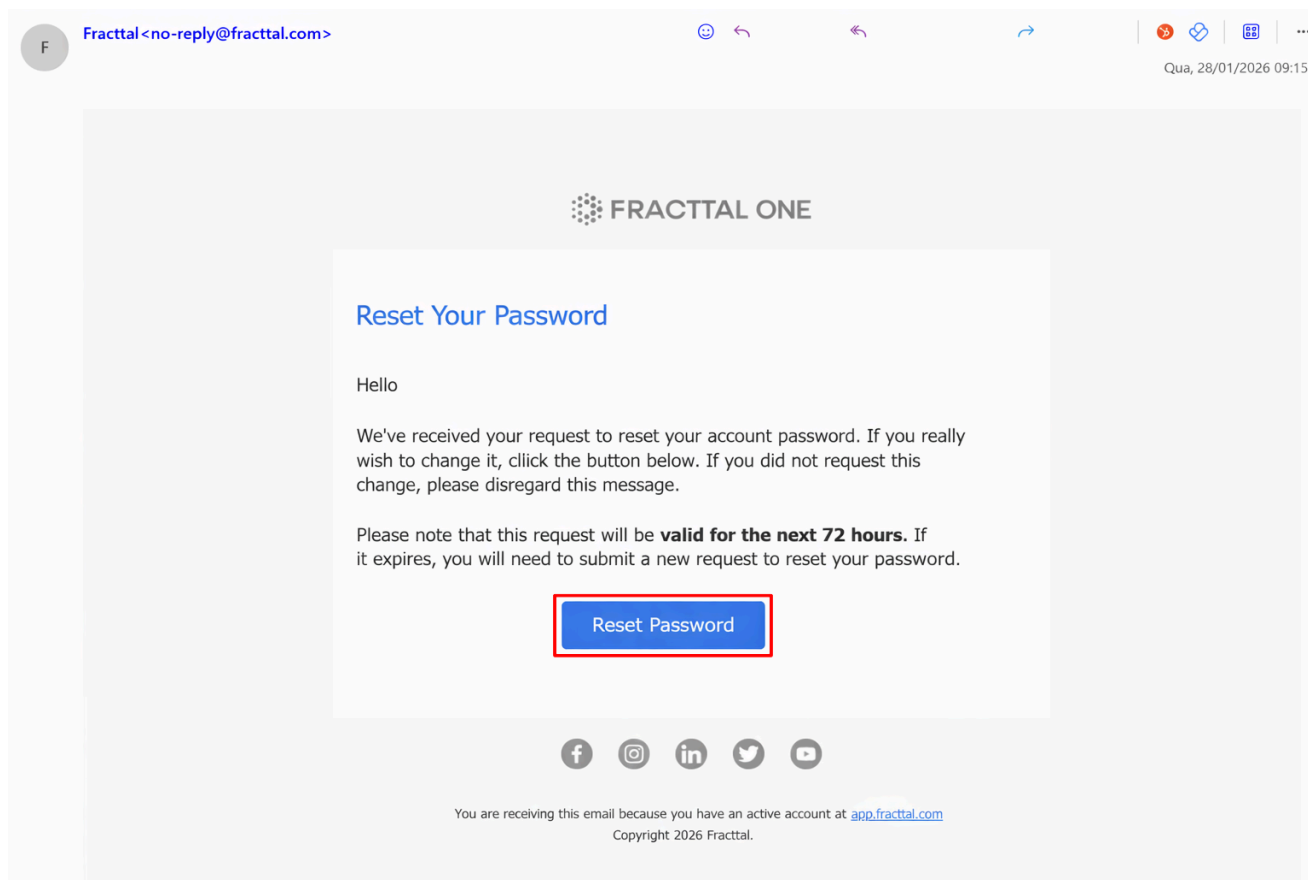 F
Fracttal<no-reply@fracttal.com>
Qua, 28/01/2026 09:15
FRACTTAL ONE
Reset Your Password
Hello
We've received your request to reset your account password. If you really
wish to change it, cllick the button below. If you did not request this
change, please disregard this message.
Please note that this request will be valid for the next 72 hours. If
it expires, you will need to submit a new request to reset your password.
Reset Password
You are receiving this email because you have an active account at app.fracttal.com
Copyright 2026 Fracttal.